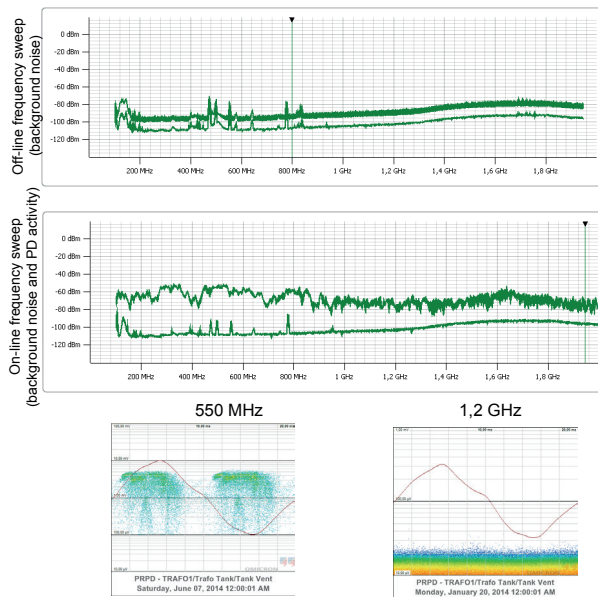 Off-line frequency sweep
(background noise)
0 dBm
-20 dBm
-40 dBm
-60 dBm
-80 dBm
-100 dBm
-120 dBm
200 MHz
400 MHz
600 MHz
800 MHz
1 GHz
1,2 GHz
1,4 GHz
1,6 GHz
1,8 GHz
On-line frequency sweep
(background noise and PD activity)
0 dBm
-20 dBm
-40 dBm
-60 dBm
-80 dBm
-100 dBm
-120 dBm
200 MHz
400 MHz
600 MHz
800 MHz
1 GHz
1,2 GHz
1,4 GHz
1,6 GHz
1,8 GHz
550 MHz
1,2 GHz
PRPD - TRAFO1/Trafo Tank/Tank Vent
Saturday, June 07, 2014 12:00:01 AM
PRPD - TRAFO1/Trafo Tank/Tank Vent
Monday, January 20, 2014 12:00:01 AM